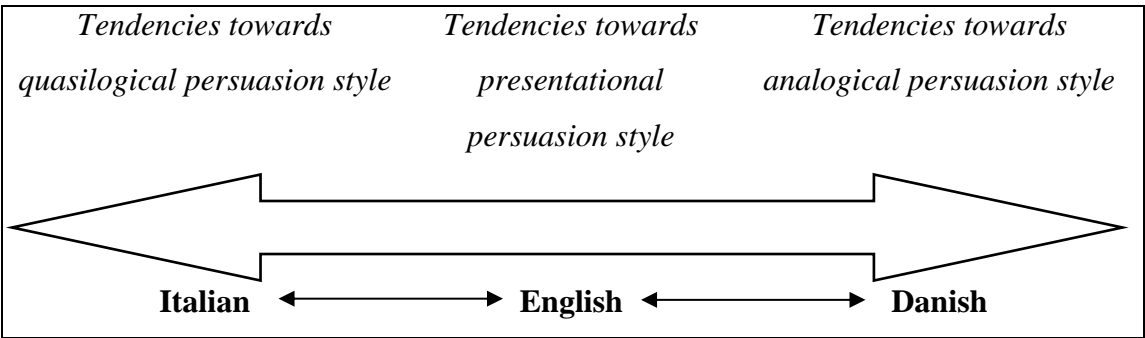 Tendencies towards
quasilogical persuasion style
Tendencies towards
presentational
persuasion style
Tendencies towards
analogical persuasion style
Italian
English
Danish